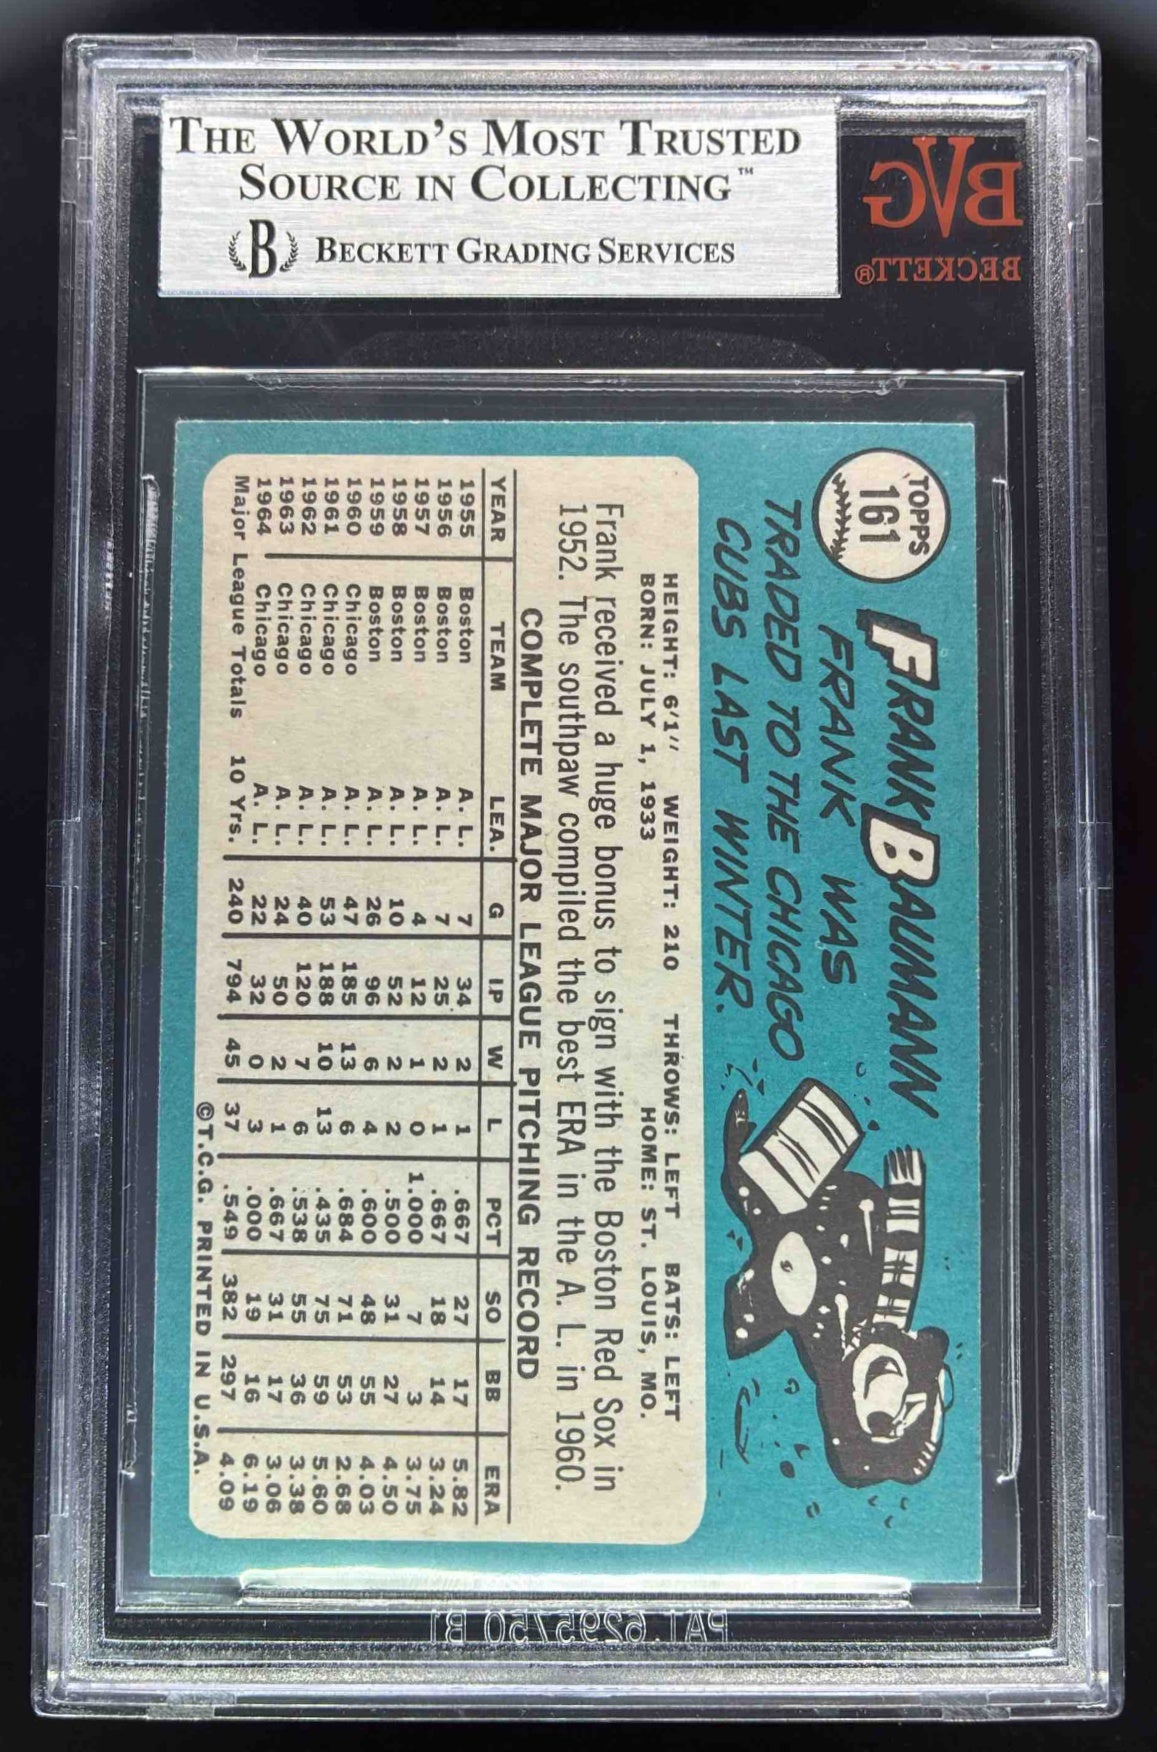 THE WORLD'S MOST TRUSTED
SOURCE IN COLLECTING™
B BECKETT GRADING SERVICES
BVG
BECKETT®
TOPPS
161
FRANK BAUMANN
FRANK WAS
TRADED TO THE CHICAGO
CUBS LAST WINTER.
HEIGHT: 6'1" WEIGHT: 210 THROWS: LEFT BATS: LEFT
BORN: JULY 1, 1933 HOME: ST. LOUIS, MO.
Frank received a huge bonus to sign with the Boston Red Sox in
1952. The southpaw compiled the best ERA in the A. L. in 1960.
COMPLETE MAJOR LEAGUE PITCHING RECORD
YEAR TEAM LEA. G IP W L PCT SO BB ERA
1955 Boston A. L. 7 34 2 1 .667 27 17 5.82
1956 Boston A. L. 7 25 2 1 .667 18 14 3.24
1957 Boston A. L. 4 12 1 0 1.000 7 3 3.75
1958 Boston A. L. 10 52 2 2 .500 31 27 4.50
1959 Boston A. L. 26 96 6 4 .600 48 55 4.03
1960 Chicago A. L. 47 185 13 6 .684 71 53 2.68
1961 Chicago A. L. 53 188 10 13 .435 75 59 5.60
1962 Chicago A. L. 40 120 7 6 .538 55 36 3.38
1963 Chicago A. L. 24 50 2 1 .667 31 17 3.06
1964 Chicago A. L. 22 32 0 3 .000 19 16 6.19
Major League Totals 10 Yrs. 240 794 45 37 .549 382 297 4.09
©T.C.G. PRINTED IN U.S.A.